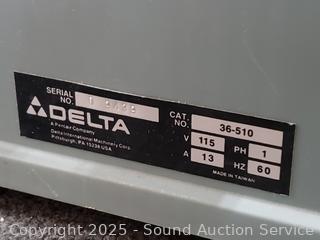 SERIAL NO.
DELTA
A Pentair Company
Delta International Machinery Corp.
Pittsburgh, PA 15238 USA
CAT. NO. 36-510
V 115 PH 1
A 13 HZ 60
MADE IN TAIWAN
Copyright © 2025 - Sound Auction Service